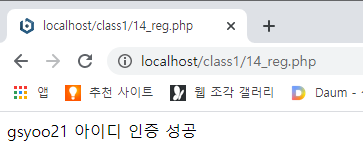 localhost/class1/14_reg.php
localhost/class1/14_reg.php
앱 추천 사이트 웹 조각 갤러리 Daum -
gsyoo21 아이디 인증 성공